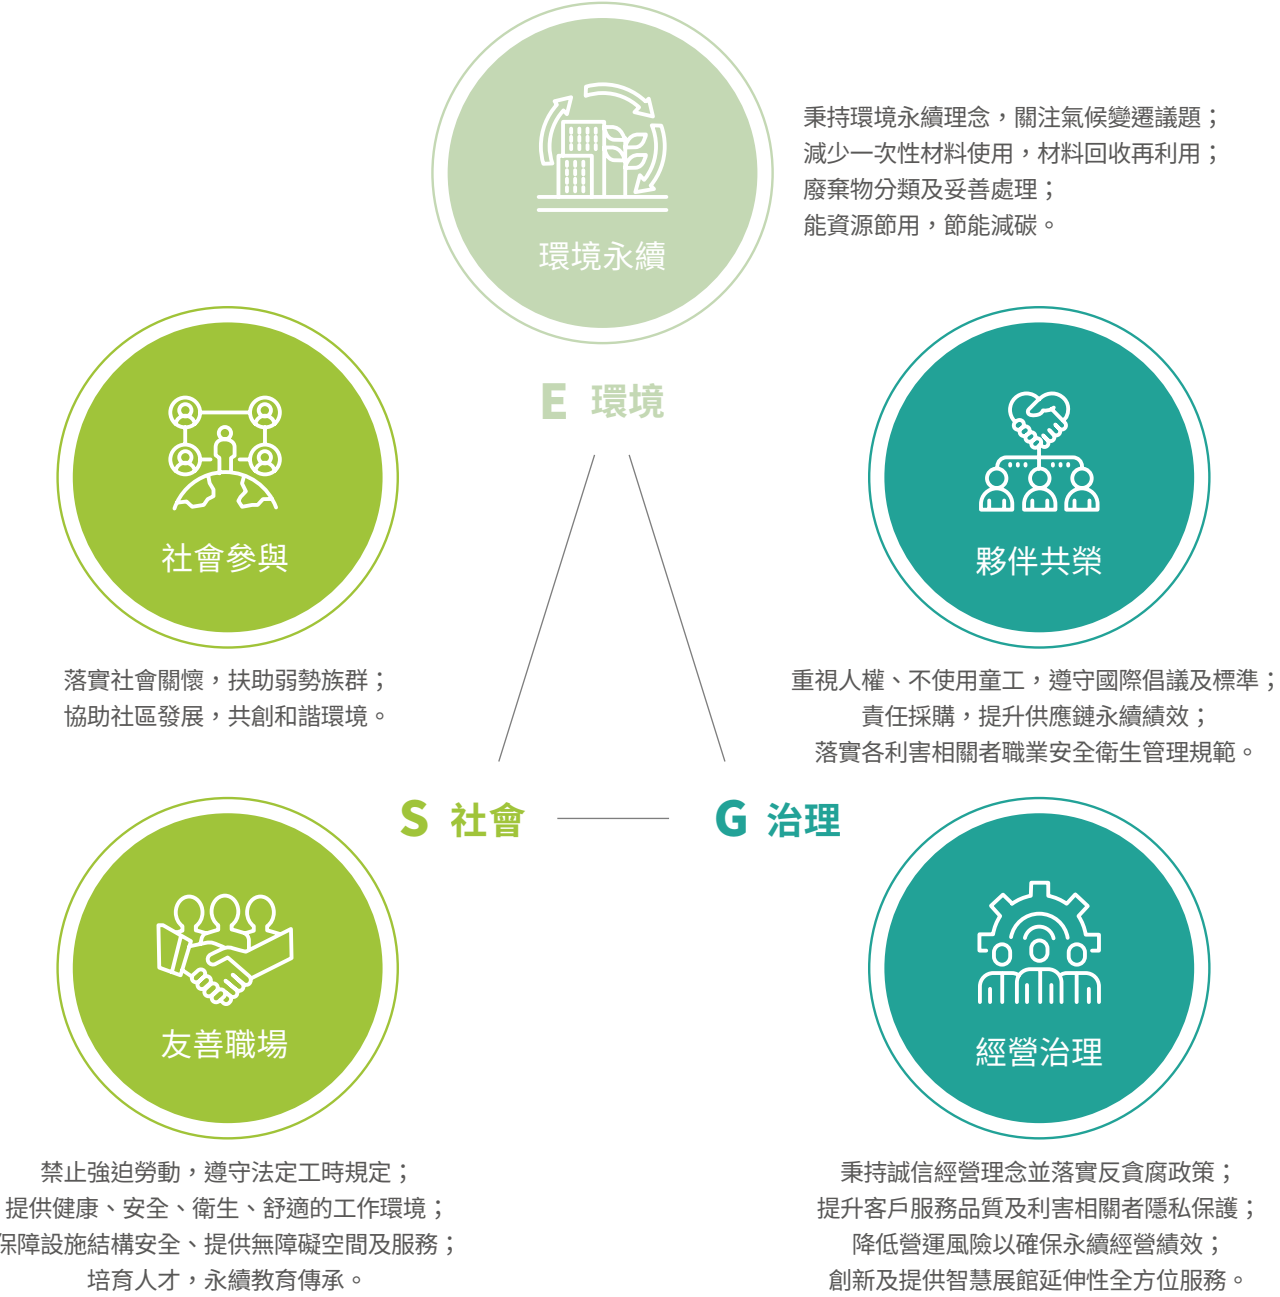 環境永續
秉持環境永續理念，關注氣候變遷議題；
減少一次性材料使用，材料回收再利用；
廢棄物分類及妥善處理；
能資源節用，節能減碳。
E 環境
社會參與
落實社會關懷，扶助弱勢族群；
協助社區發展，共創和諧環境。
夥伴共榮
重視人權、不使用童工，遵守國際倡議及標準；
責任採購，提升供應鏈永續績效；
落實各利害相關者職業安全衛生管理規範。
S 社會
G 治理
友善職場
禁止強迫勞動，遵守法定工時規定；
提供健康、安全、衛生、舒適的工作環境；
保障設施結構安全、提供無障礙空間及服務；
培育人才，永續教育傳承。
經營治理
秉持誠信經營理念並落實反貪腐政策；
提升客戶服務品質及利害相關者隱私保護；
降低營運風險以確保永續經營績效；
創新及提供智慧展館延伸性全方位服務。